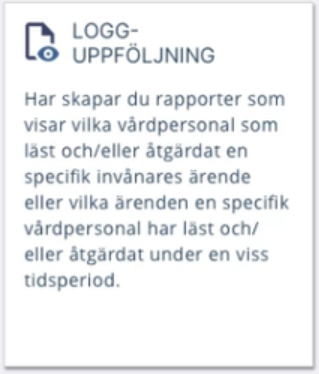 LOGG-
UPPFÖLJNING
Har skapar du rapporter som
visar vilka vårdpersonal som
läst och/eller åtgärdat en
specifik invånares ärende
eller vilka ärenden en specifik
vårdpersonal har läst och/
eller åtgärdat under en viss
tidsperiod.